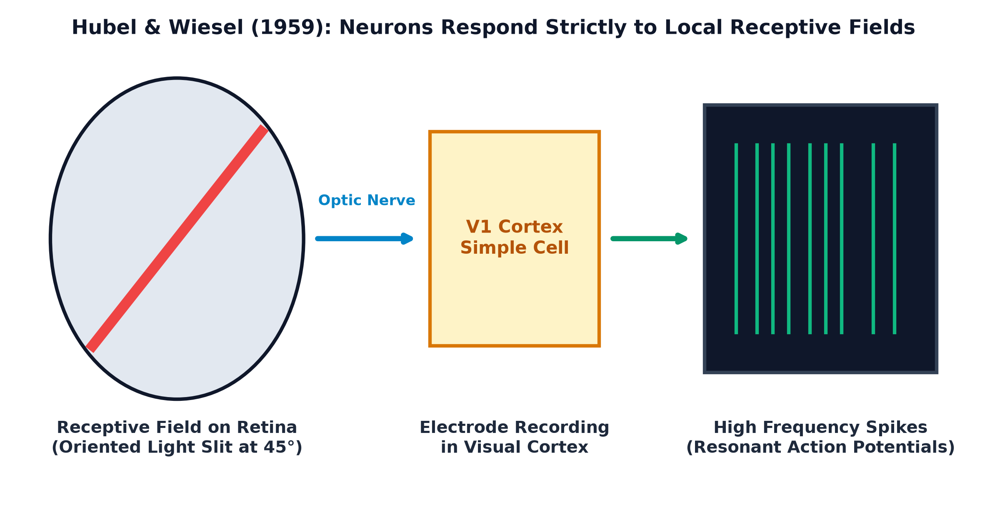 Hubel & Wiesel (1959): Neurons Respond Strictly to Local Receptive Fields
Optic Nerve
V1 Cortex
Simple Cell
Receptive Field on Retina
(Oriented Light Slit at 45°)
Electrode Recording
in Visual Cortex
High Frequency Spikes
(Resonant Action Potentials)